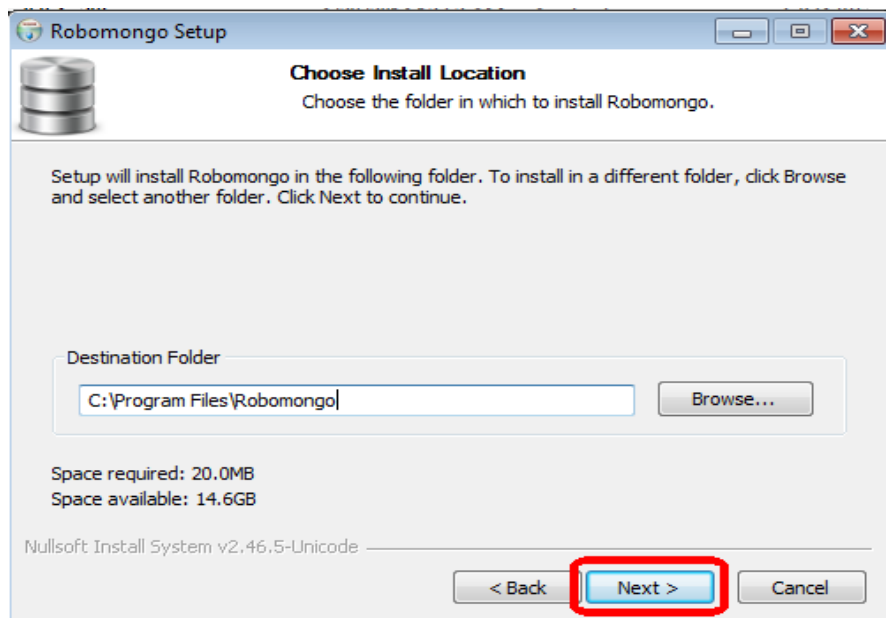 Robomongo Setup
Choose Install Location
Choose the folder in which to install Robomongo.
Setup will install Robomongo in the following folder. To install in a different folder, click Browse
and select another folder. Click Next to continue.
Destination Folder
C:\Program Files\Robomongo
Browse...
Space required: 20.0MB
Space available: 14.6GB
Nullsoft Install System v2.46.5-Unicode
< Back Next > Cancel